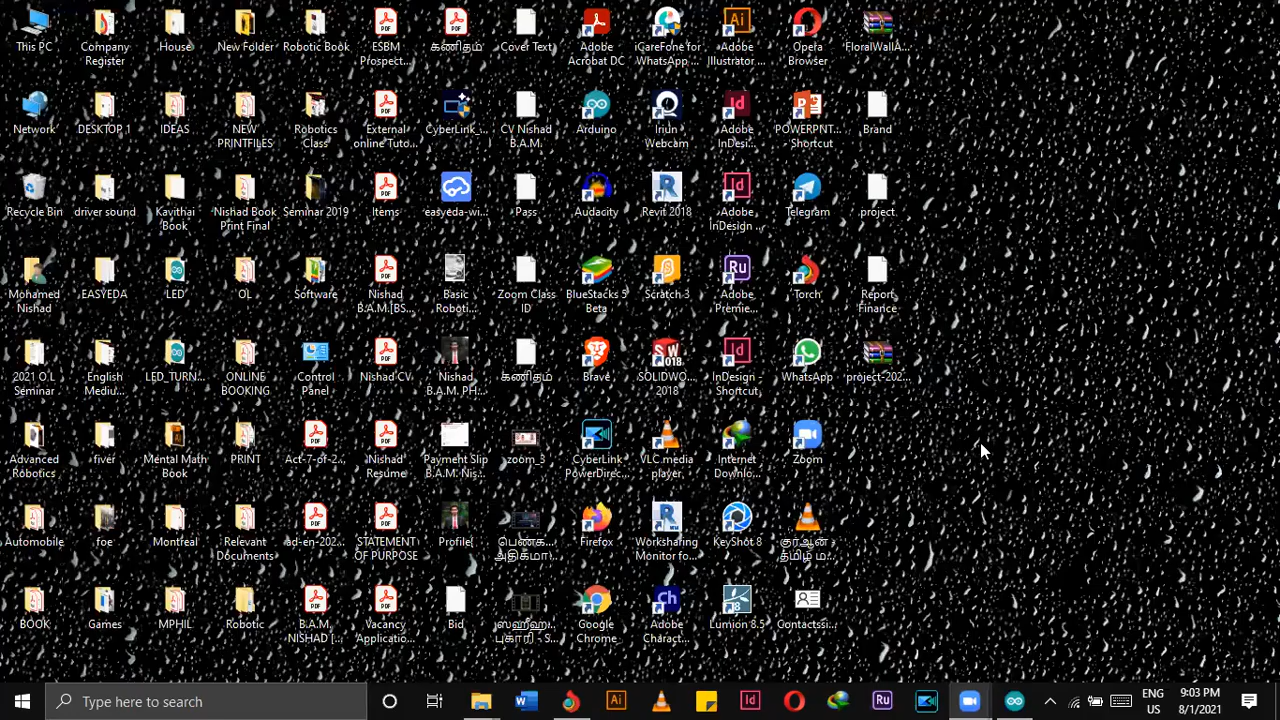 This PC
Company
Register
House
New Folder
Robotic Book
ESBM
Prospect...
கணிதம்
Cover Text
Adobe
Acrobat DC
iCareFone for
WhatsApp ...
Adobe
Illustrator ...
Opera
Browser
FloralWallA...
Network
DESKTOP 1
IDEAS
NEW
PRINTFILES
Robotics
Class
External
online Tuto...
CyberLink_...
CV Nishad
B.A.M.
Arduino
Iriun
Webcam
Adobe
InDesi...
POWERPNT...
Shortcut
Brand
Recycle Bin
driver sound
Kavithai
Book
Nishad Book
Print Final
Seminar 2019
Items
easyeda-wi...
Pass
Audacity
Revit 2018
Adobe
InDesign ...
Telegram
project
Mohamed
Nishad
EASYEDA
LED
OL
Software
Nishad
B.A.M.[BS...
Basic
Roboti...
Zoom Class
ID
BlueStacks 5
Beta
Scratch 3
Adobe
Premie...
Torch
Report
Finance
2021 O.L
Seminar
English
Mediu...
LED_TURN...
ONLINE
BOOKING
Control
Panel
Nishad CV
Nishad
B.A.M. PH...
கணிதம்
Brave
SOLIDWO...
2018
InDesign -
Shortcut
WhatsApp
project-202...
Advanced
Robotics
fiver
Mental Math
Book
PRINT
Act-7-of-2...
Nishad
Resume
Payment Slip
B.A.M. Nis...
zoom_3
CyberLink
PowerDirec...
VLC media
player
Internet
Downlo...
Zoom
Automobile
foe
Montreal
Relevant
Documents
ad-en-202...
STATEMENT
OF PURPOSE
Profile[
Firefox
Worksharing
Monitor fo...
KeyShot 8
BOOK
Games
MPHIL
Robotic
B.A.M.
NISHAD [...
Vacancy
Applicatio...
Bid
Google
Chrome
Adobe
Charact...
Lumion 8.5
Contactssi...
Type here to search
ENG
US
9:03 PM
8/1/2021